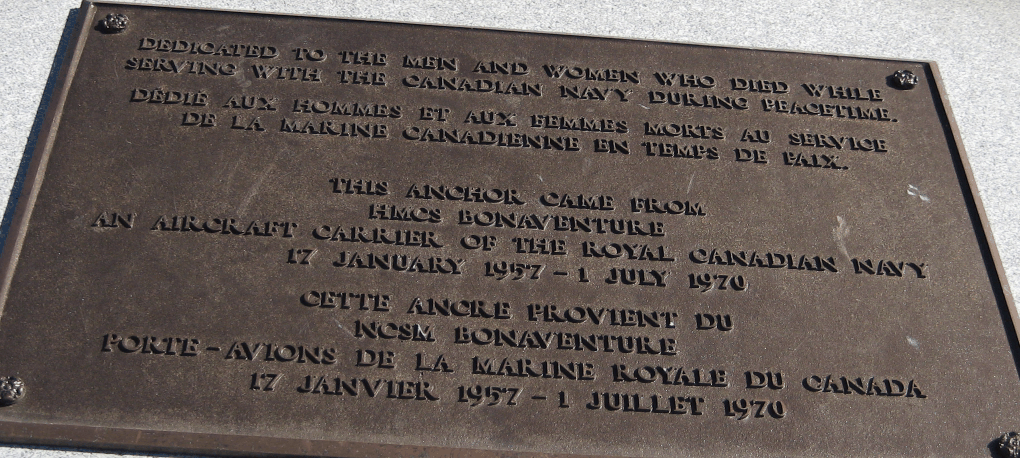 DEDICATED TO THE MEN AND WOMEN WHO DIED WHILE
SERVING WITH THE CANADIAN NAVY DURING PEACETIME.
DÉDIÉ AUX HOMMES ET AUX FEMMES MORTS AU SERVICE
DE LA MARINE CANADIENNE EN TEMPS DE PAIX.
THIS ANCHOR CAME FROM
HMCS BONAVENTURE
AN AIRCRAFT CARRIER OF THE ROYAL CANADIAN NAVY
17 JANUARY 1957 - 1 JULY 1970
CETTE ANCRE PROVIENT DU
NCSM BONAVENTURE
PORTE-AVIONS DE LA MARINE ROYALE DU CANADA
17 JANVIER 1957 - 1 JUILLET 1970